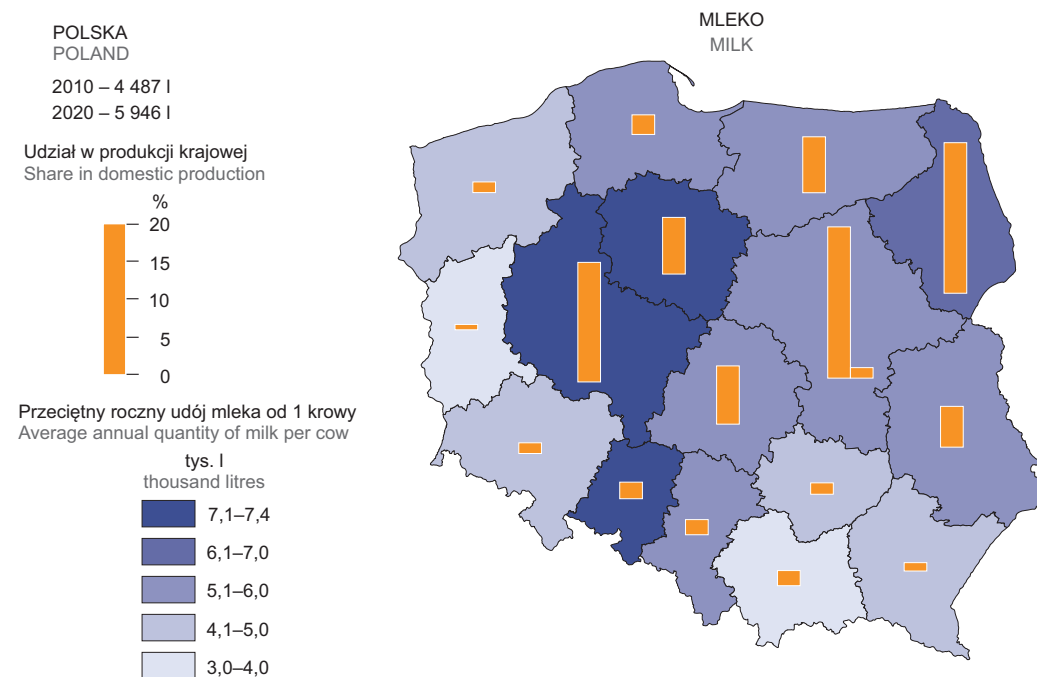 MLEKO
MILK
POLSKA
POLAND
2010 – 4 487 l
2020 – 5 946 l
Udział w produkcji krajowej
Share in domestic production
%
20
15
10
5
0
Przeciętny roczny udój mleka od 1 krowy
Average annual quantity of milk per cow
tys. l
thousand litres
7,1–7,4
6,1–7,0
5,1–6,0
4,1–5,0
3,0–4,0